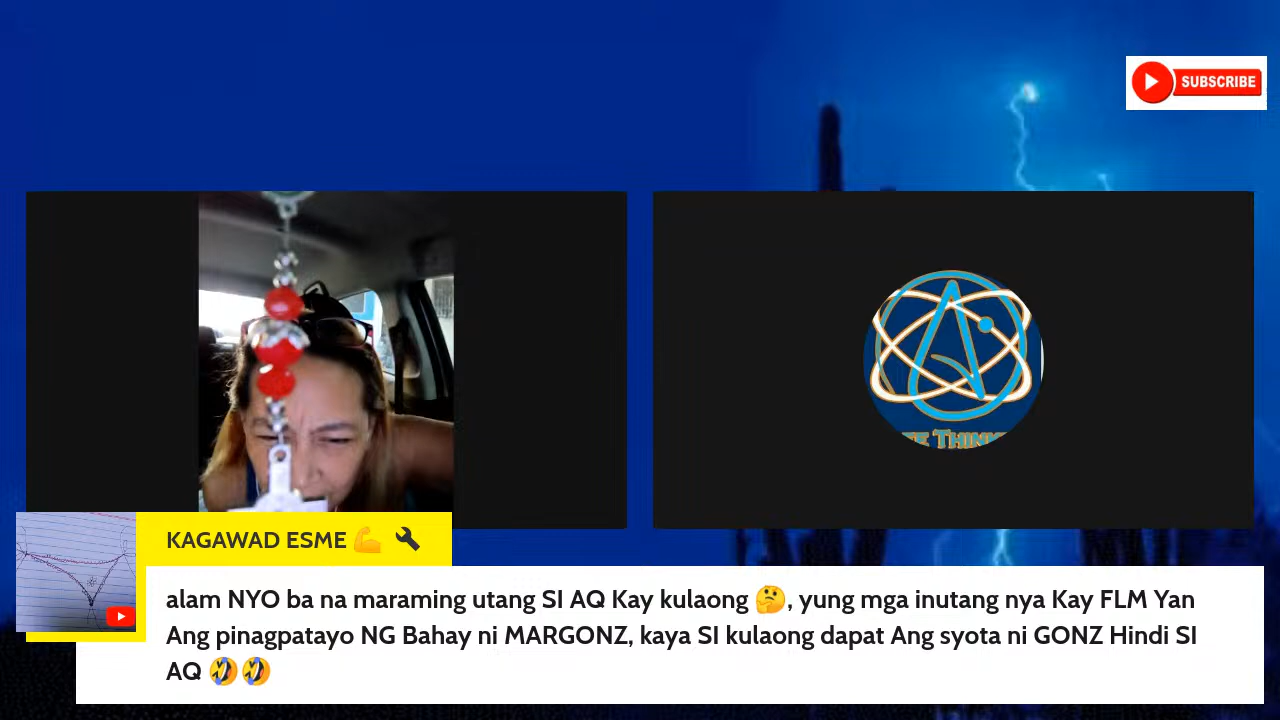 SUBSCRIBE
KAGAWAD ESME 💪 🔧
alam NYO ba na maraming utang SI AQ Kay kulaong 🤔, yung mga inutang nya Kay FLM Yan
Ang pinagpatayo NG Bahay ni MARGONZ, kaya SI kulaong dapat Ang syota ni GONZ Hindi SI
AQ 🤣🤣